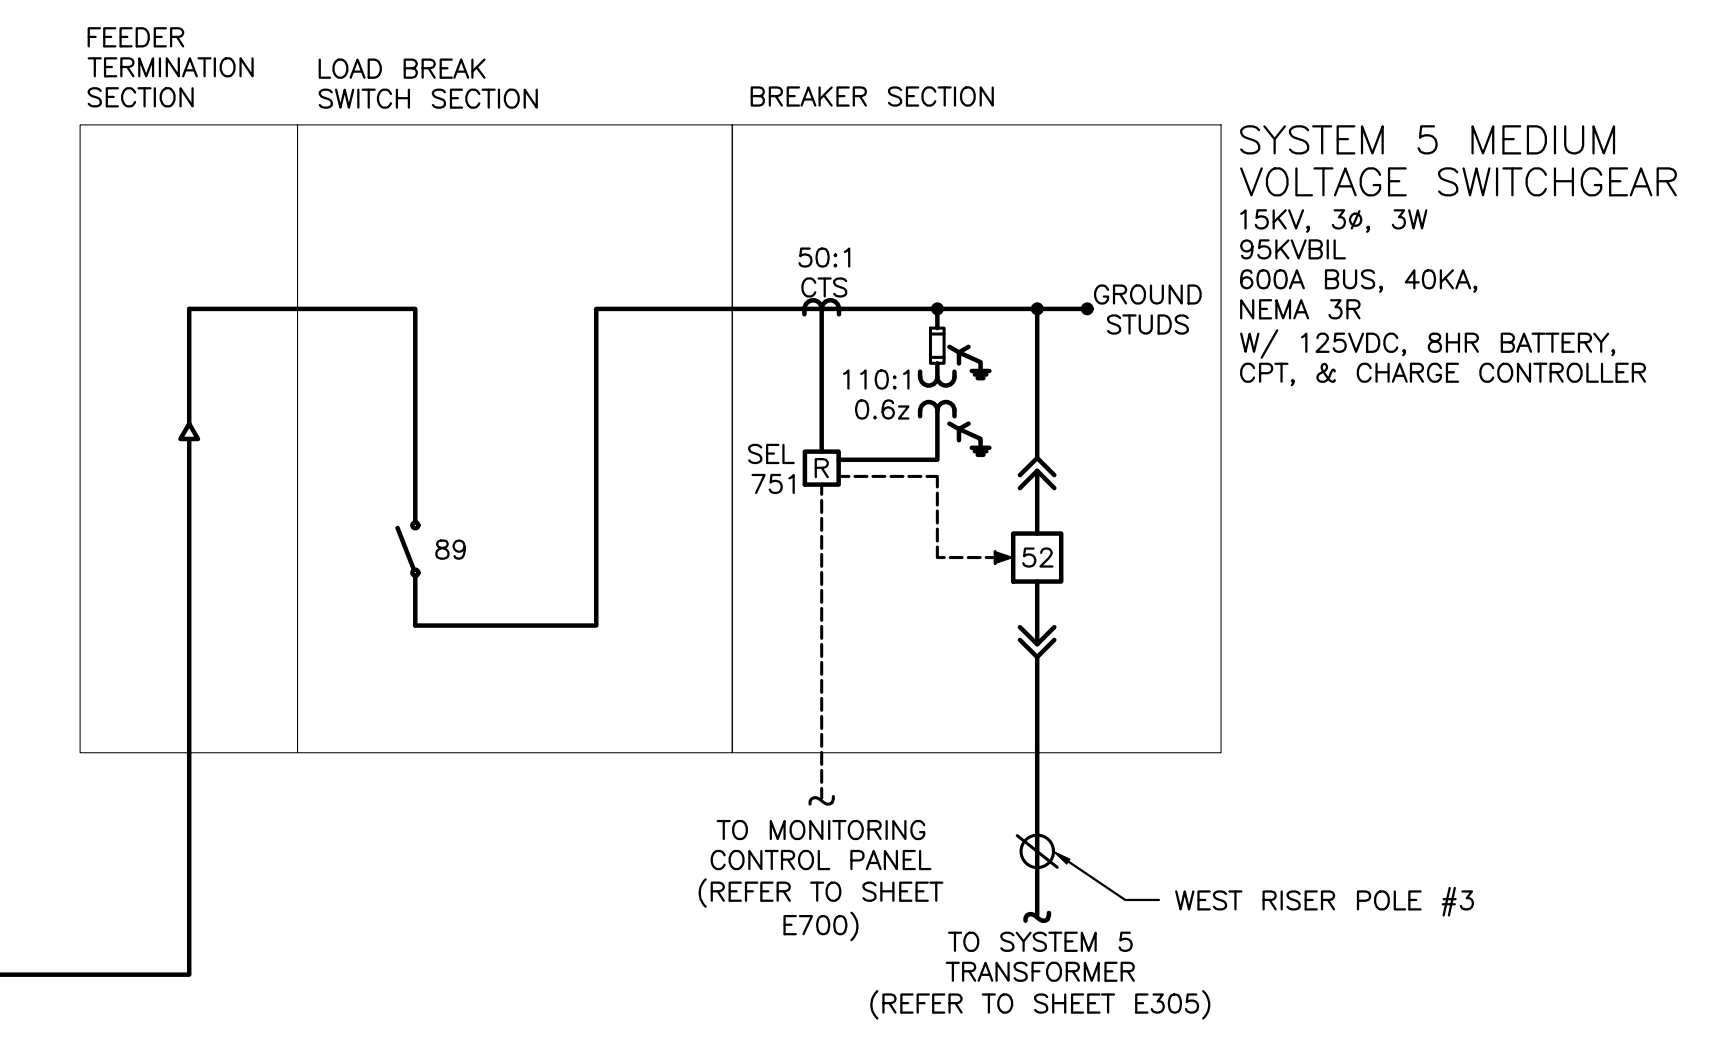 FEEDER
TERMINATION
SECTION
LOAD BREAK
SWITCH SECTION
BREAKER SECTION
SYSTEM 5 MEDIUM
VOLTAGE SWITCHGEAR
15KV, 3ø, 3W
95KVBIL
600A BUS, 40KA,
NEMA 3R
W/ 125VDC, 8HR BATTERY,
CPT, & CHARGE CONTROLLER
50:1
CTS
GROUND
STUDS
110:1
0.6z
SEL
751
R
89
52
TO MONITORING
CONTROL PANEL
(REFER TO SHEET
E700)
WEST RISER POLE #3
TO SYSTEM 5
TRANSFORMER
(REFER TO SHEET E305)